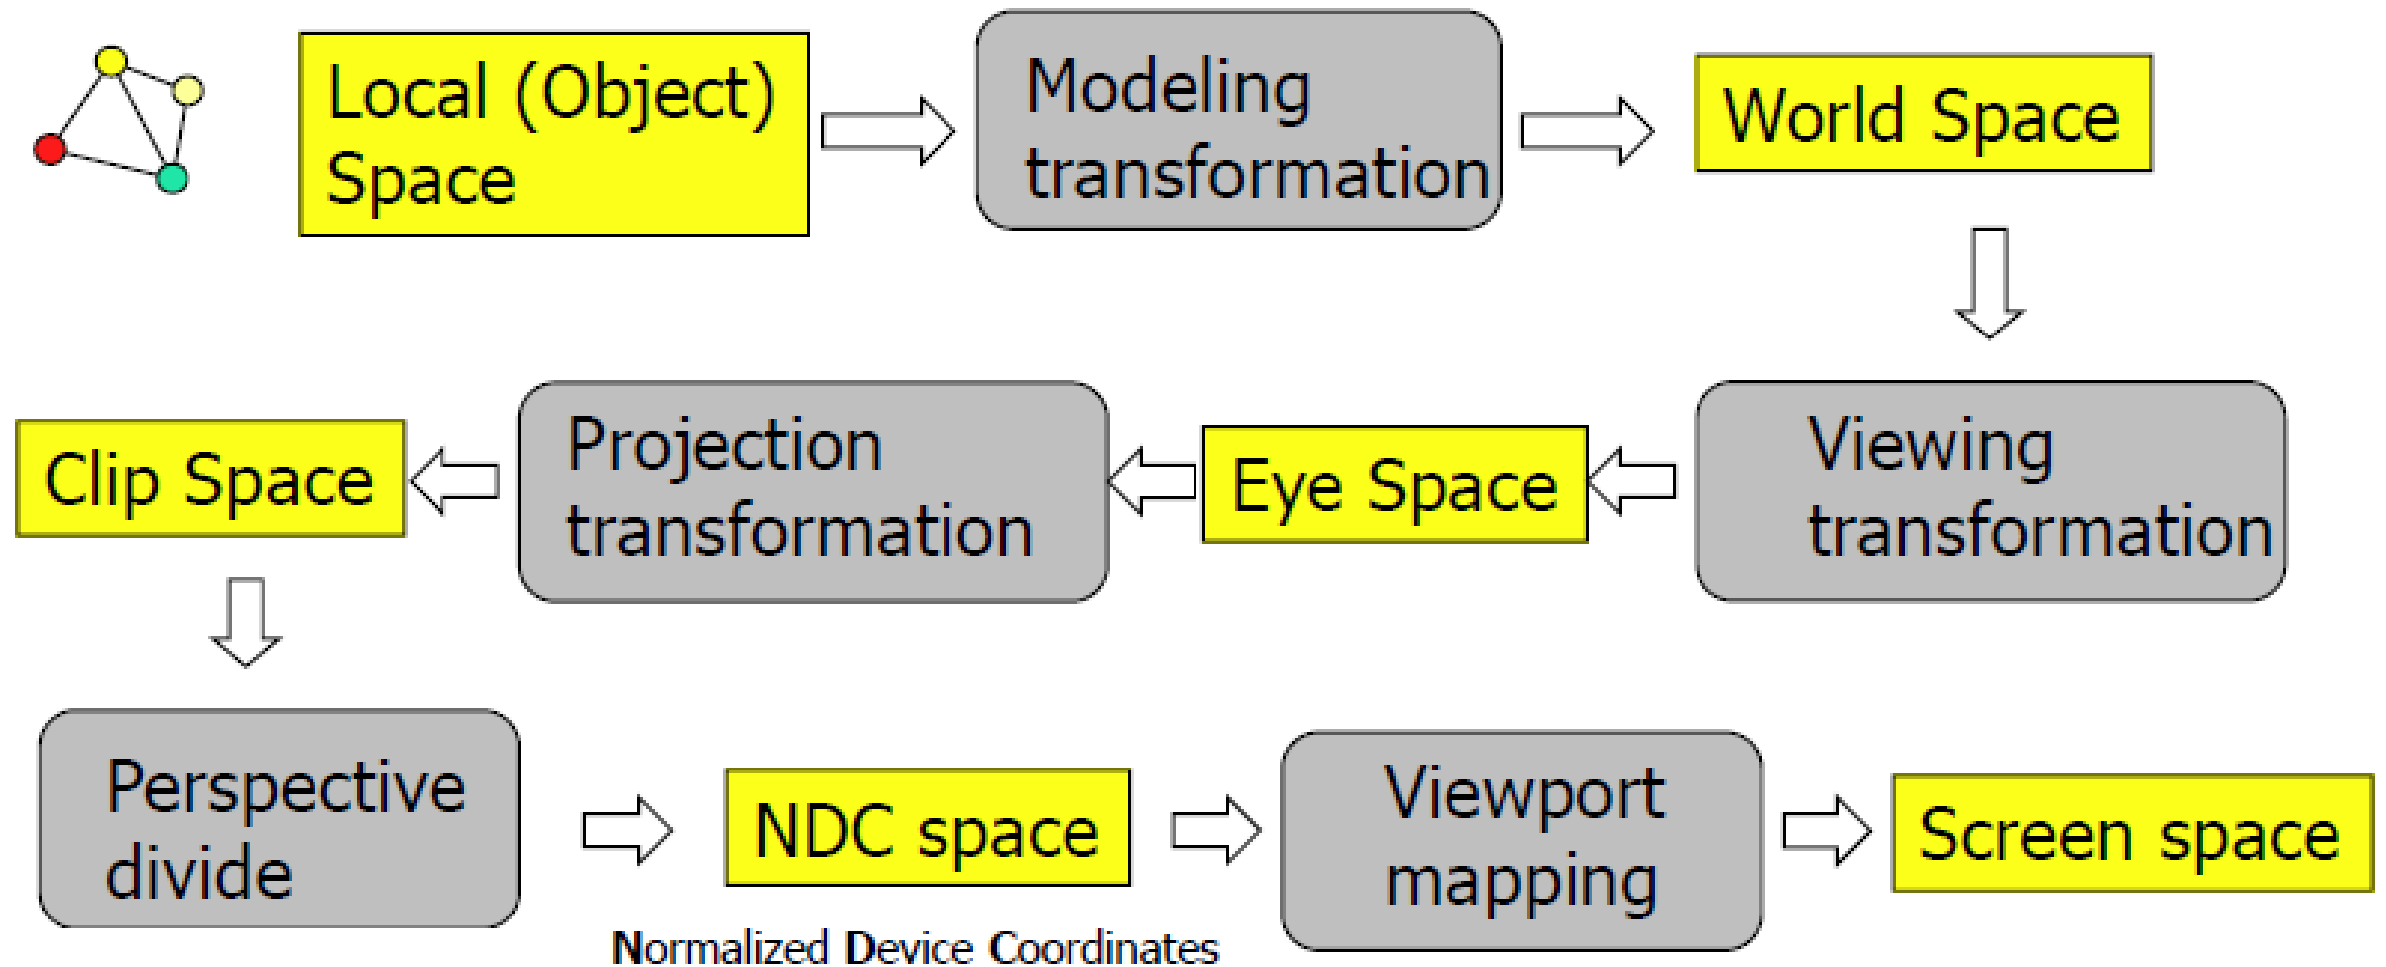 Local (Object)
Space
Modeling
transformation
World Space
Viewing
transformation
Eye Space
Projection
transformation
Clip Space
Perspective
divide
NDC space
Normalized Device Coordinates
Viewport
mapping
Screen space